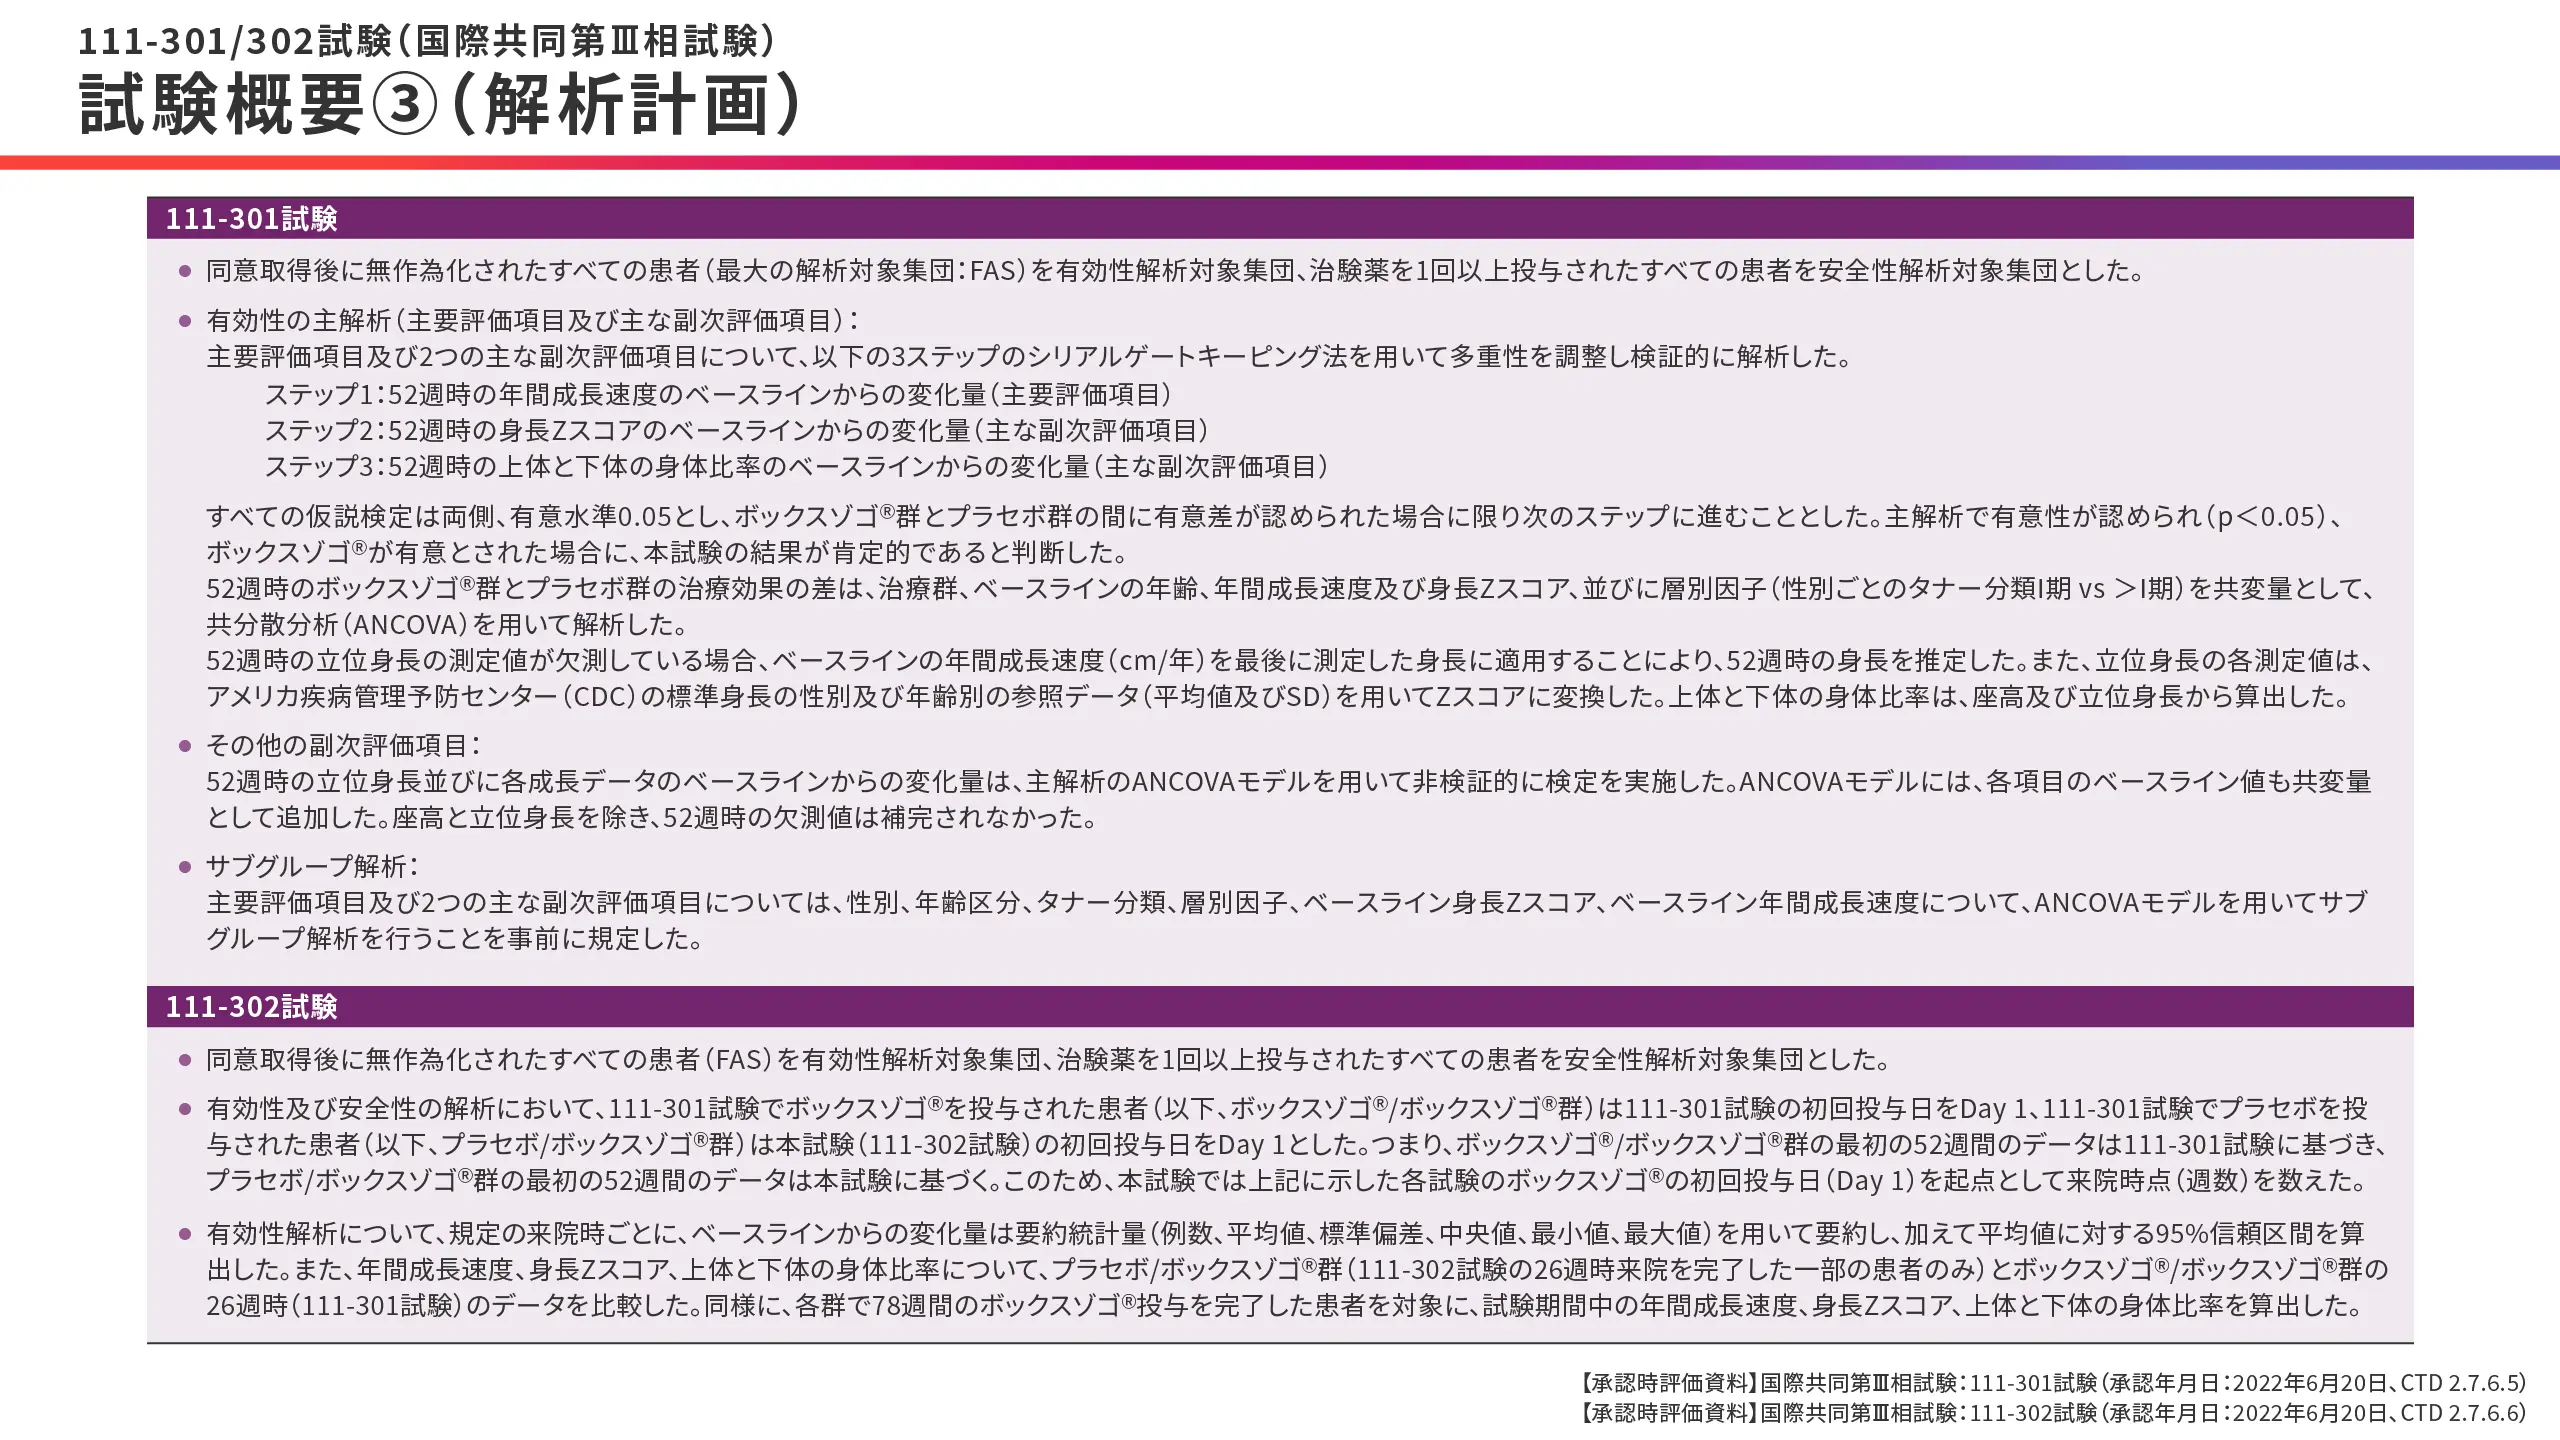 111-301/302試験（国際共同第Ⅲ相試験）
試験概要③（解析計画）
111-301試験
● 同意取得後に無作為化されたすべての患者（最大の解析対象集団：FAS）を有効性解析対象集団、治験薬を1回以上投与されたすべての患者を安全性解析対象集団とした。
● 有効性の主解析（主要評価項目及び主な副次評価項目）：
主要評価項目及び2つの主な副次評価項目について、以下の3ステップのシリアルゲートキーピング法を用いて多重性を調整し検証的に解析した。
ステップ1：52週時の年間成長速度のベースラインからの変化量（主要評価項目）
ステップ2：52週時の身長Zスコアのベースラインからの変化量（主な副次評価項目）
ステップ3：52週時の上体と下体の身体比率のベースラインからの変化量（主な副次評価項目）
すべての仮説検定は両側、有意水準0.05とし、ボックスゾゴ®群とプラセボ群の間に有意差が認められた場合に限り次のステップに進むこととした。主解析で有意性が認められ（p＜0.05）、
ボックスゾゴ®が有意とされた場合に、本試験の結果が肯定的であると判断した。
52週時のボックスゾゴ®群とプラセボ群の治療効果の差は、治療群、ベースラインの年齢、年間成長速度及び身長Zスコア、並びに層別因子（性別ごとのタナー分類I期 vs ＞I期）を共変量として、
共分散分析（ANCOVA）を用いて解析した。
52週時の立位身長の測定値が欠測している場合、ベースラインの年間成長速度（cm/年）を最後に測定した身長に適用することにより、52週時の身長を推定した。また、立位身長の各測定値は、
アメリカ疾病管理予防センター（CDC）の標準身長の性別及び年齢別の参照データ（平均値及びSD）を用いてZスコアに変換した。上体と下体の身体比率は、座高及び立位身長から算出した。
● その他の副次評価項目：
52週時の立位身長並びに各成長データのベースラインからの変化量は、主解析のANCOVAモデルを用いて非検証的に検定を実施した。ANCOVAモデルには、各項目のベースライン値も共変量
として追加した。座高と立位身長を除き、52週時の欠測値は補完されなかった。
● サブグループ解析：
主要評価項目及び2つの主な副次評価項目については、性別、年齢区分、タナー分類、層別因子、ベースライン身長Zスコア、ベースライン年間成長速度について、ANCOVAモデルを用いてサブ
グループ解析を行うことを事前に規定した。
111-302試験
● 同意取得後に無作為化されたすべての患者（FAS）を有効性解析対象集団、治験薬を1回以上投与されたすべての患者を安全性解析対象集団とした。
● 有効性及び安全性の解析において、111-301試験でボックスゾゴ®を投与された患者（以下、ボックスゾゴ®/ボックスゾゴ®群）は111-301試験の初回投与日をDay 1、111-301試験でプラセボを投
与された患者（以下、プラセボ/ボックスゾゴ®群）は本試験（111-302試験）の初回投与日をDay 1とした。つまり、ボックスゾゴ®/ボックスゾゴ®群の最初の52週間のデータは111-301試験に基づき、
プラセボ/ボックスゾゴ®群の最初の52週間のデータは本試験に基づく。このため、本試験では上記に示した各試験のボックスゾゴ®の初回投与日（Day 1）を起点として来院時点（週数）を数えた。
● 有効性解析について、規定の来院時ごとに、ベースラインからの変化量は要約統計量（例数、平均値、標準偏差、中央値、最小値、最大値）を用いて要約し、加えて平均値に対する95%信頼区間を算
出した。また、年間成長速度、身長Zスコア、上体と下体の身体比率について、プラセボ/ボックスゾゴ®群（111-302試験の26週時来院を完了した一部の患者のみ）とボックスゾゴ®/ボックスゾゴ®群の
26週時（111-301試験）のデータを比較した。同様に、各群で78週間のボックスゾゴ®投与を完了した患者を対象に、試験期間中の年間成長速度、身長Zスコア、上体と下体の身体比率を算出した。
【承認時評価資料】国際共同第Ⅲ相試験：111-301試験（承認年月日：2022年6月20日、CTD 2.7.6.5）
【承認時評価資料】国際共同第Ⅲ相試験：111-302試験（承認年月日：2022年6月20日、CTD 2.7.6.6）